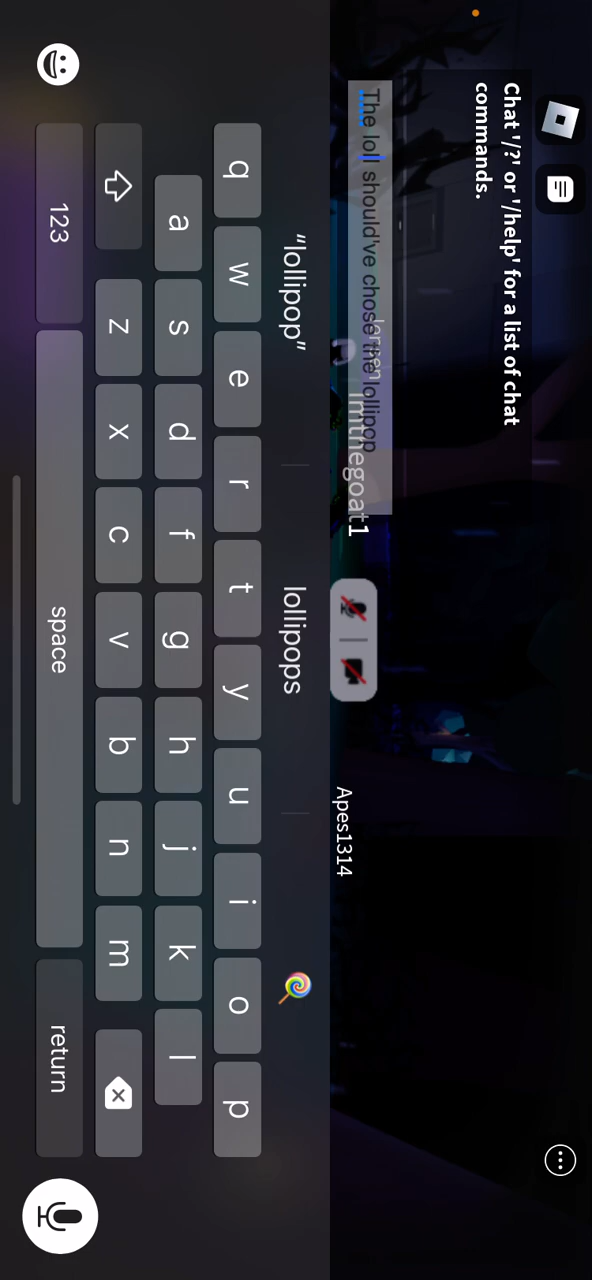 Chat '/?' or '/help' for a list of chat
commands.
The loll should've chose the lollipop
Imthegoat1
Apes1314
"lollipop"
lollipops
q w e r t y u i o p
a s d f g h j k l
z x c v b n m
123
space
return